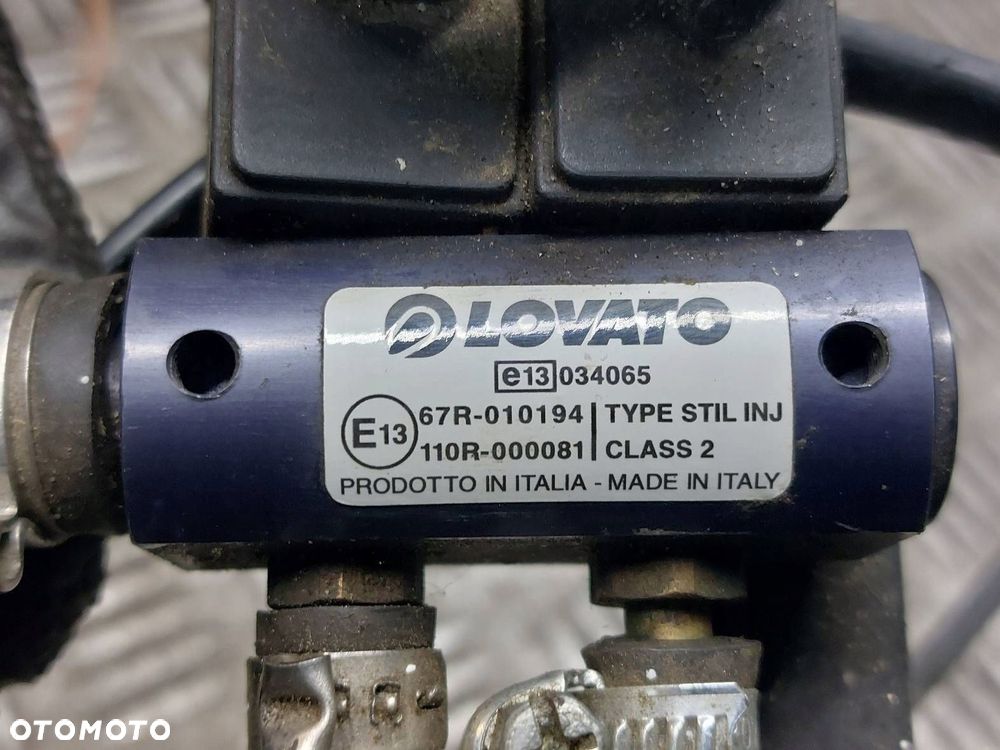 LOVATO
e13 034065
E13 67R-010194 TYPE STIL INJ
110R-000081 CLASS 2
PRODOTTO IN ITALIA - MADE IN ITALY
OTOMOTO
OTOMOTO